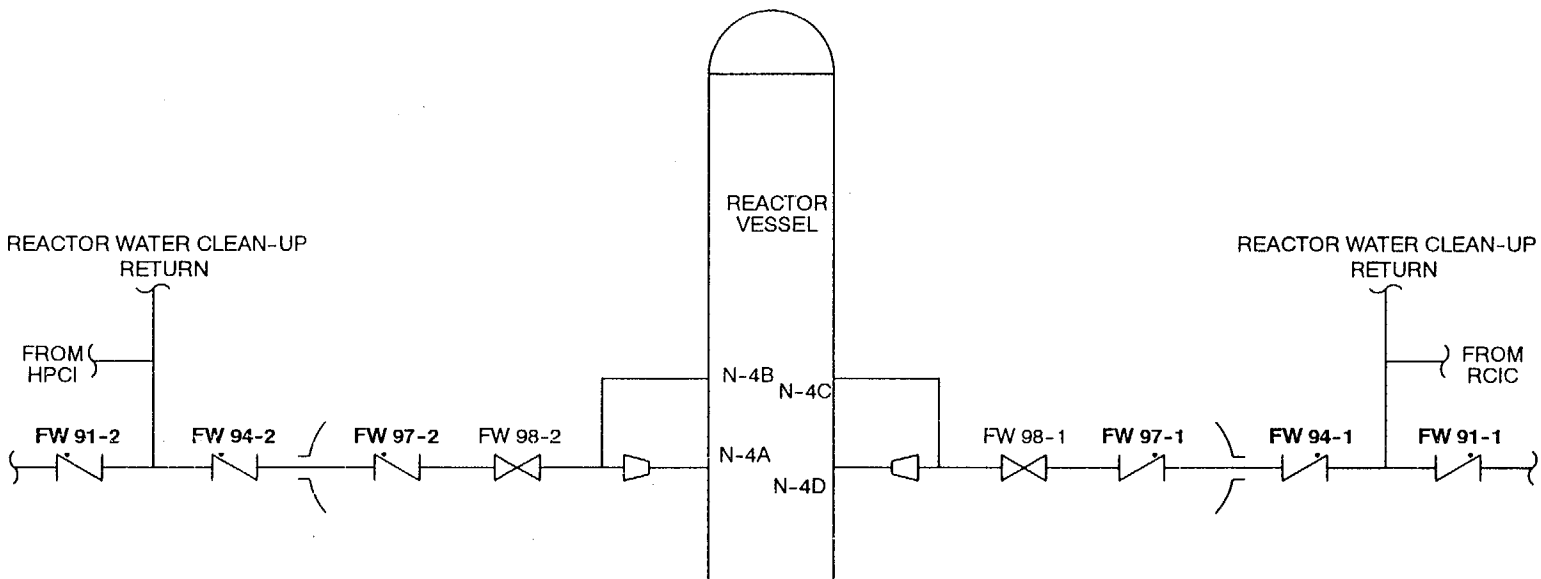 REACTOR
VESSEL
REACTOR WATER CLEAN-UP
RETURN
REACTOR WATER CLEAN-UP
RETURN
FROM
HPCI
FROM
RCIC
N-4B
N-4C
FW 91-2
FW 94-2
FW 97-2
FW 98-2
N-4A
N-4D
FW 98-1
FW 97-1
FW 94-1
FW 91-1